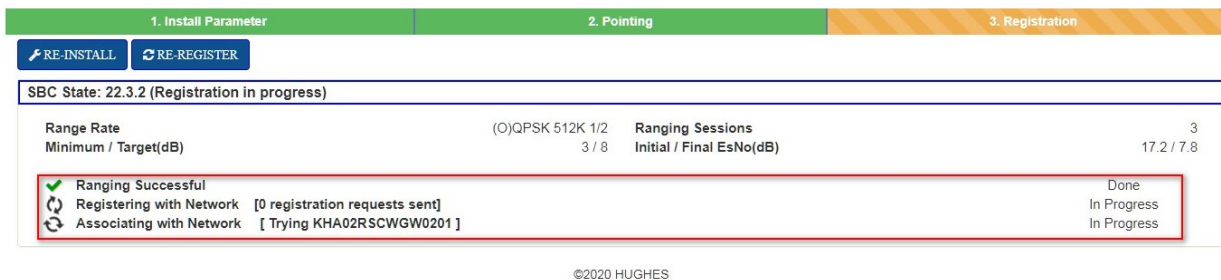 1. Install Parameter 2. Pointing 3. Registration
RE-INSTALL RE-REGISTER
SBC State: 22.3.2 (Registration in progress)
Range Rate (O)QPSK 512K 1/2 Ranging Sessions 3
Minimum / Target(dB) 3 / 8 Initial / Final EsNo(dB) 17.2 / 7.8
Ranging Successful Done
Registering with Network [0 registration requests sent] In Progress
Associating with Network [ Trying KHA02RSCWGW0201 ] In Progress
©2020 HUGHES